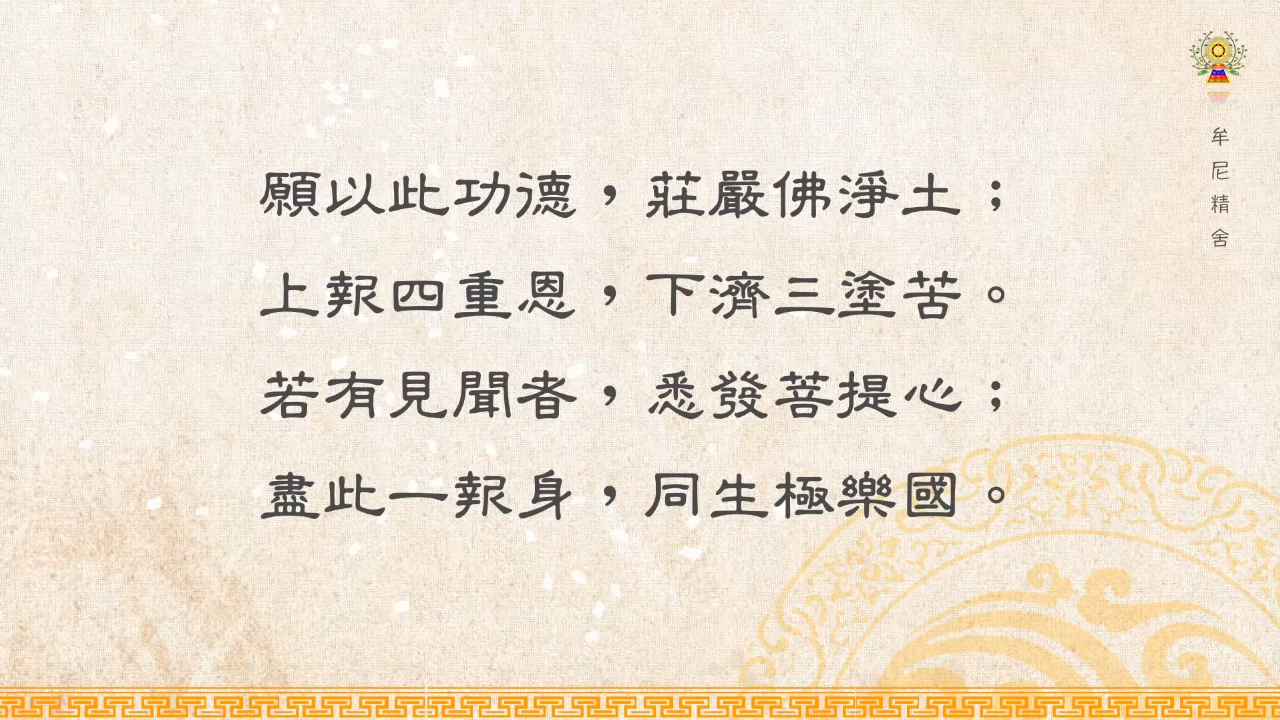 願以此功德，莊嚴佛淨土；
上報四重恩，下濟三塗苦。
若有見聞者，悉發菩提心；
盡此一報身，同生極樂國。
牟尼精舍